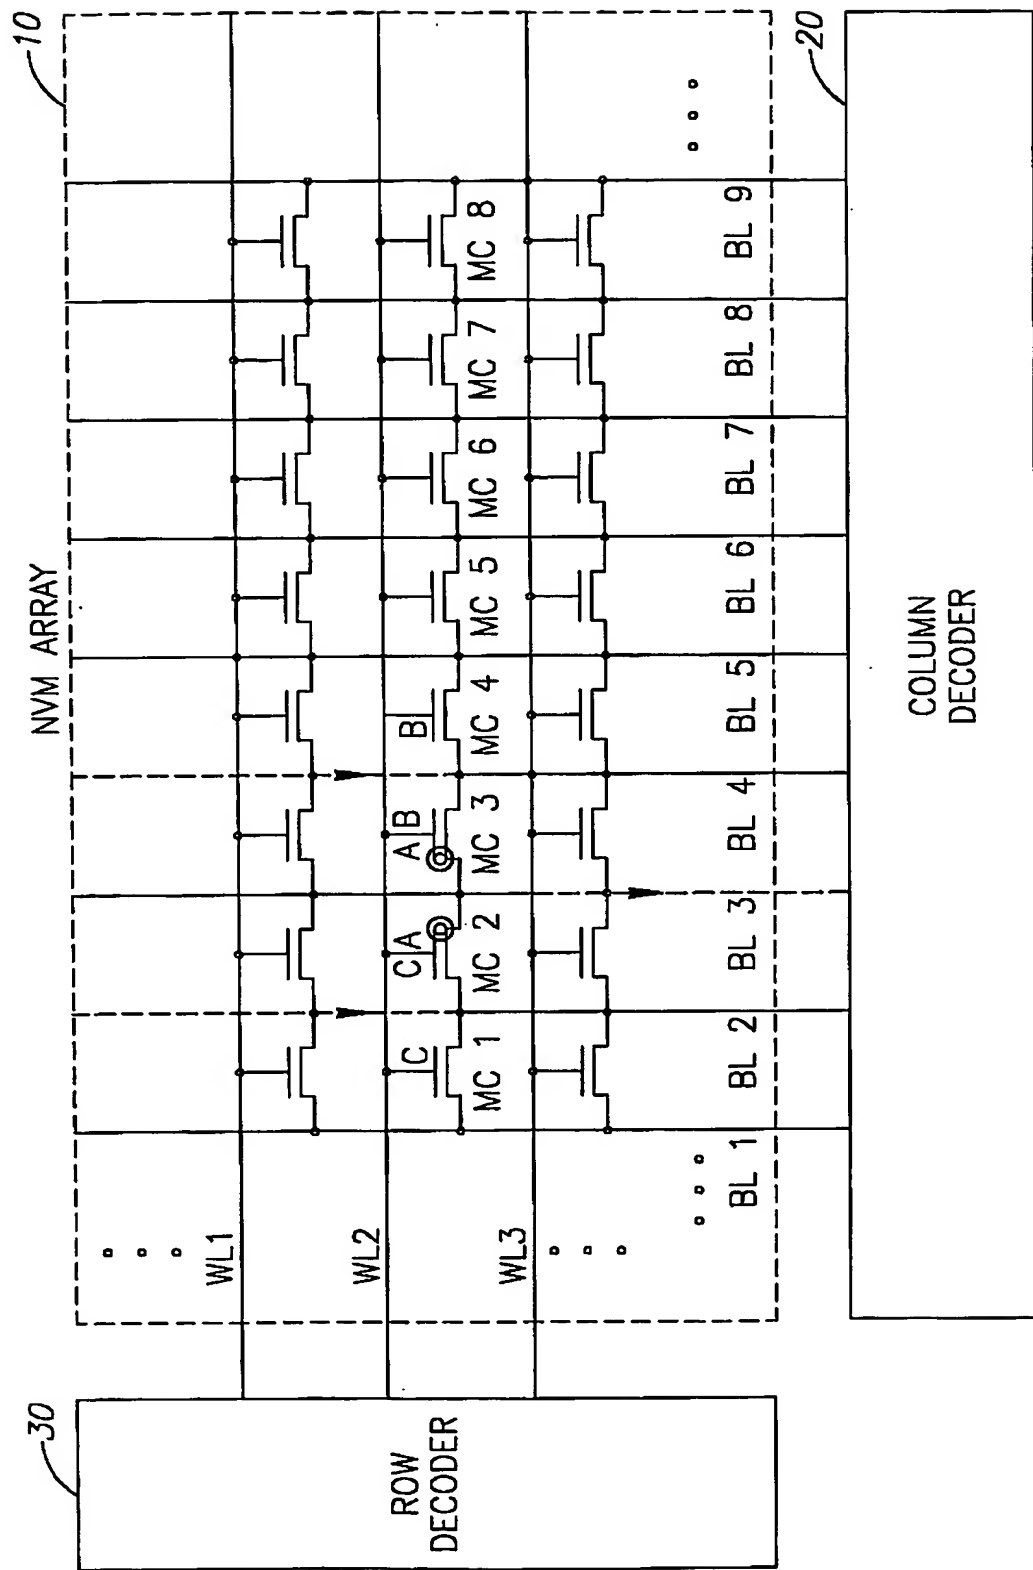 NVM ARRAY
10
30
ROW
DECODER
WL1
WL2
C
C
A
A
B
B
MC 1
MC 2
MC 3
MC 4
MC 5
MC 6
MC 7
MC 8
WL3
BL 1
BL 2
BL 3
BL 4
BL 5
BL 6
BL 7
BL 8
BL 9
20
COLUMN
DECODER